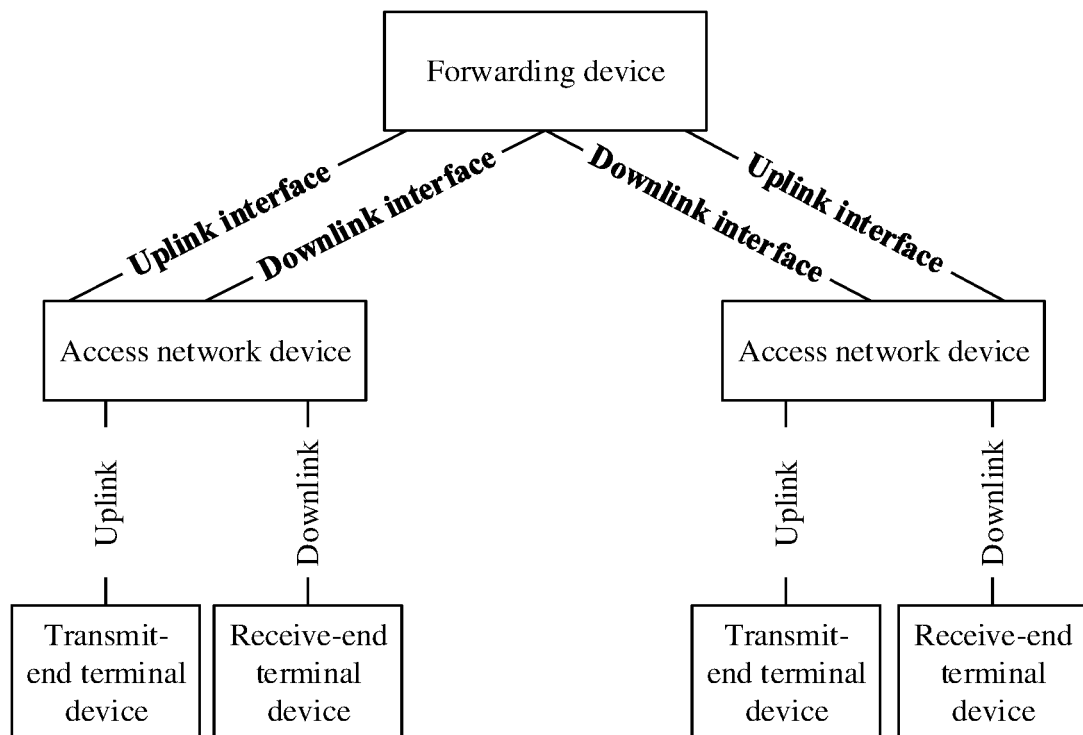 Forwarding device
Uplink interface
Downlink interface
Downlink interface
Uplink interface
Access network device
Access network device
Uplink
Downlink
Uplink
Downlink
Transmit-
end terminal
device
Receive-end
terminal
device
Transmit-
end terminal
device
Receive-end
terminal
device